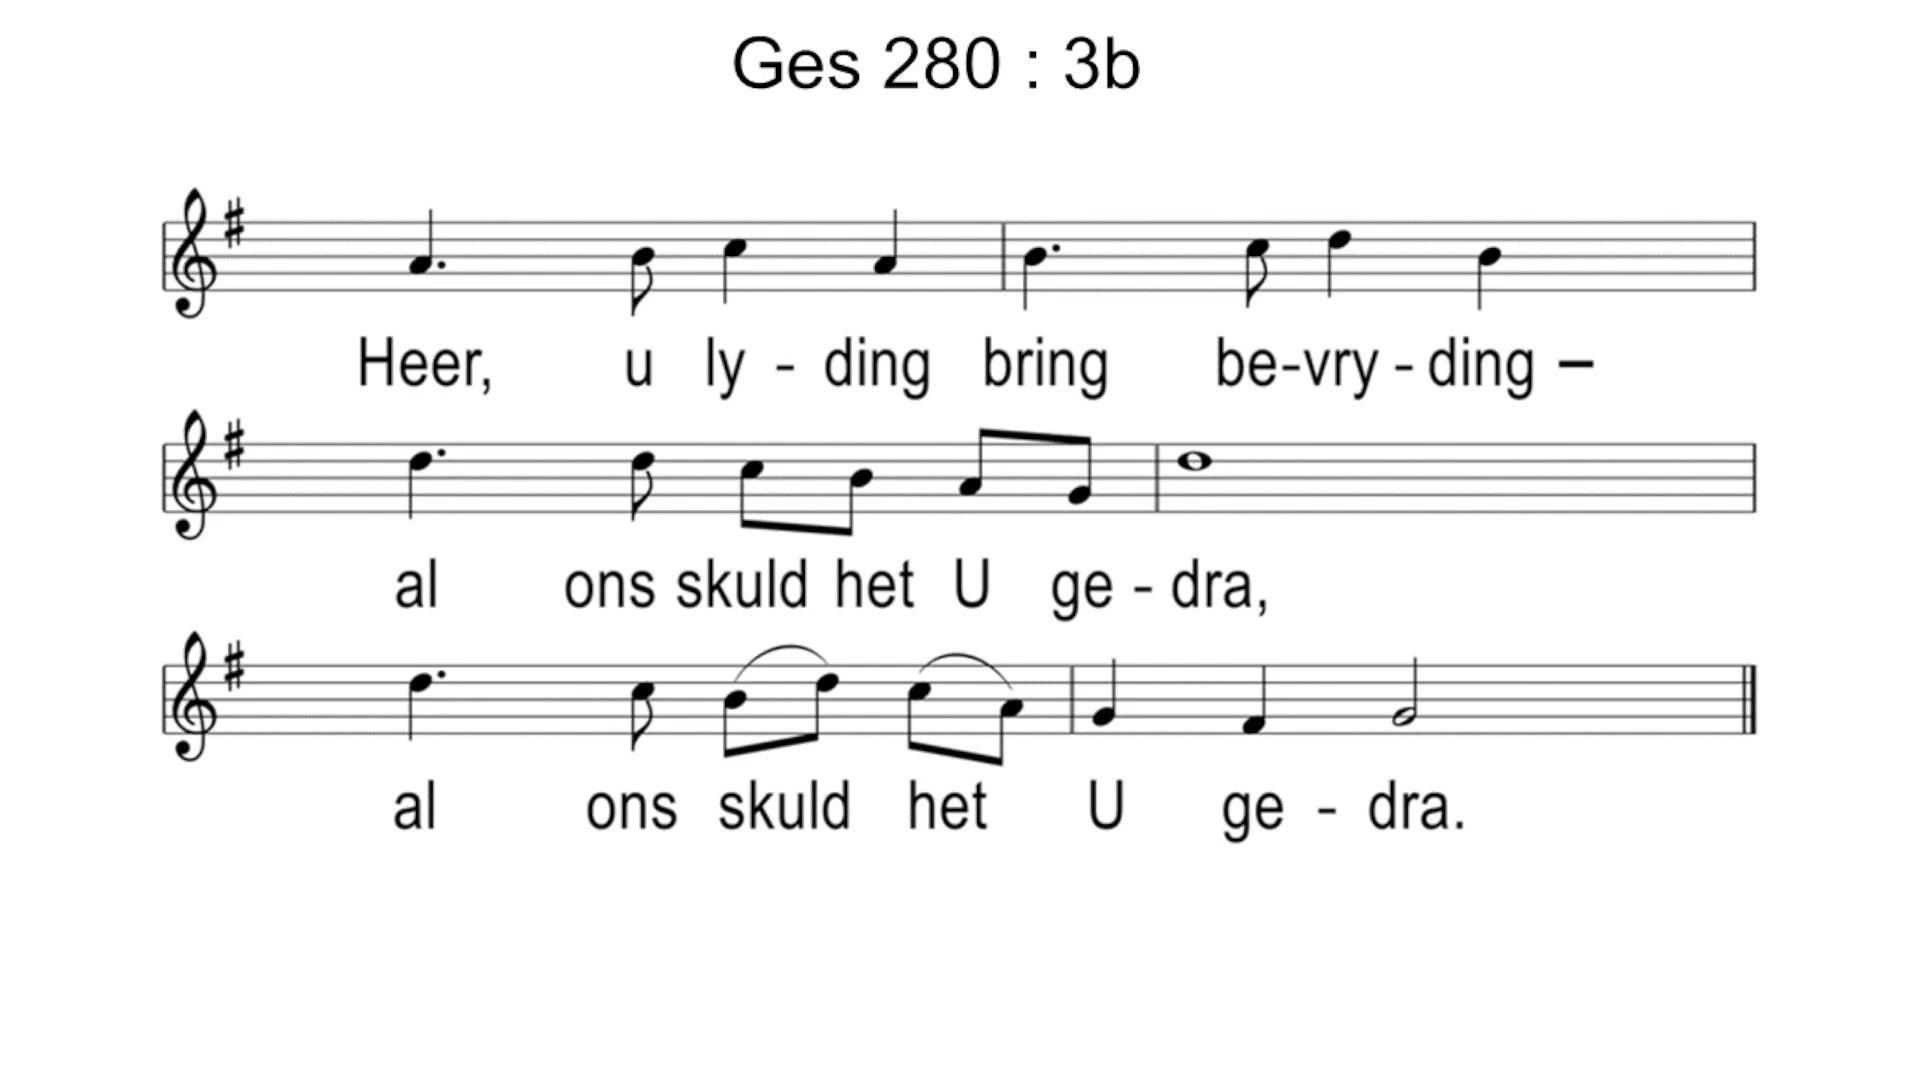 Ges 280 : 3b
Heer, u ly - ding bring be-vry - ding –
al ons skuld het U ge - dra,
al ons skuld het U ge - dra.